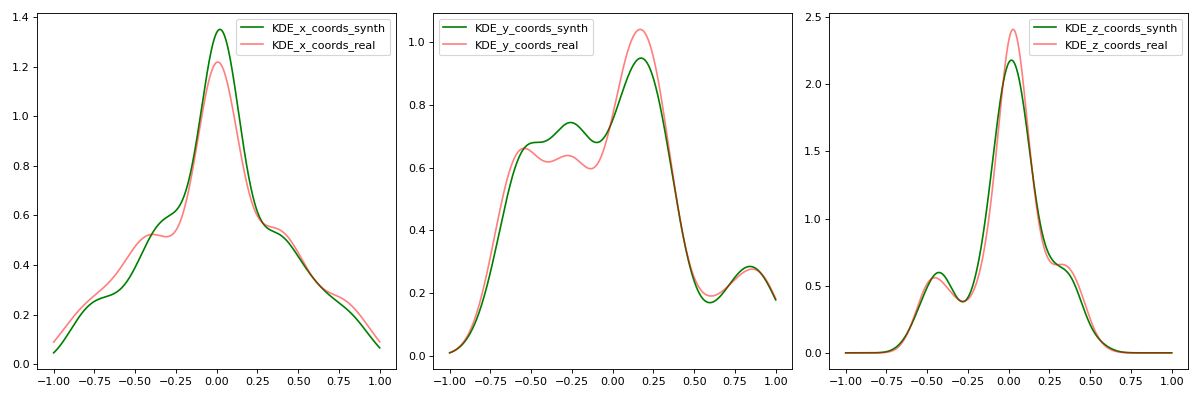 KDE_x_coords_synth
KDE_x_coords_real
1.4
1.2
1.0
0.8
0.6
0.4
0.2
0.0
−1.00 −0.75 −0.50 −0.25 0.00 0.25 0.50 0.75 1.00
KDE_y_coords_synth
KDE_y_coords_real
1.0
0.8
0.6
0.4
0.2
0.0
−1.00 −0.75 −0.50 −0.25 0.00 0.25 0.50 0.75 1.00
KDE_z_coords_synth
KDE_z_coords_real
2.5
2.0
1.5
1.0
0.5
0.0
−1.00 −0.75 −0.50 −0.25 0.00 0.25 0.50 0.75 1.00